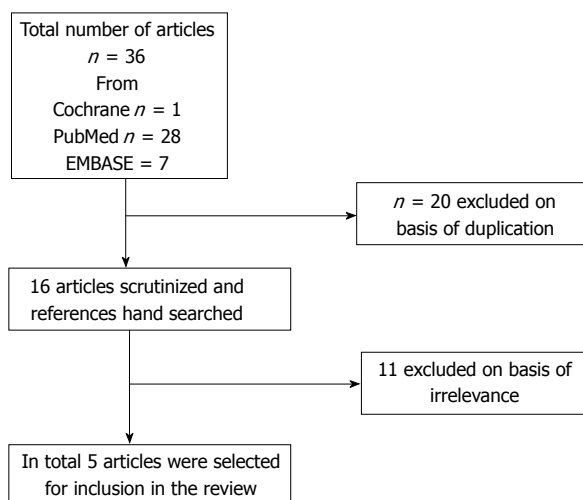 Total number of articles
n = 36
From
Cochrane n = 1
PubMed n = 28
EMBASE = 7
n = 20 excluded on
basis of duplication
16 articles scrutinized and
references hand searched
11 excluded on basis of
irrelevance
In total 5 articles were selected
for inclusion in the review